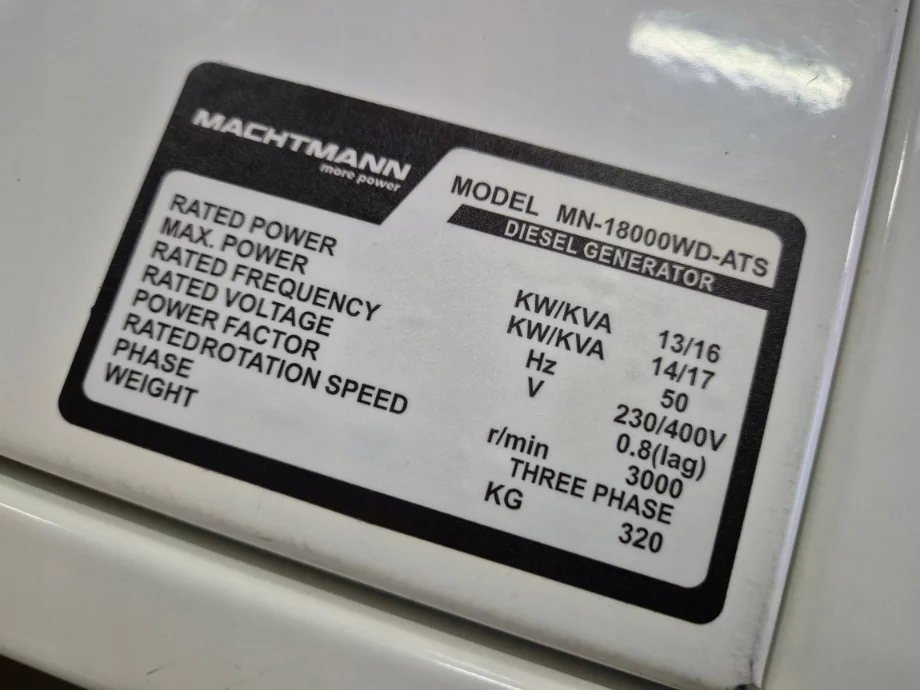 MACHTMANN
more power
MODEL MN-18000WD-ATS
DIESEL GENERATOR
RATED POWER KW/KVA 13/16
MAX. POWER KW/KVA 14/17
RATED FREQUENCY Hz 50
RATED VOLTAGE V 230/400V
POWER FACTOR 0.8(lag)
RATEDROTATION SPEED r/min 3000
PHASE THREE PHASE
WEIGHT KG 320